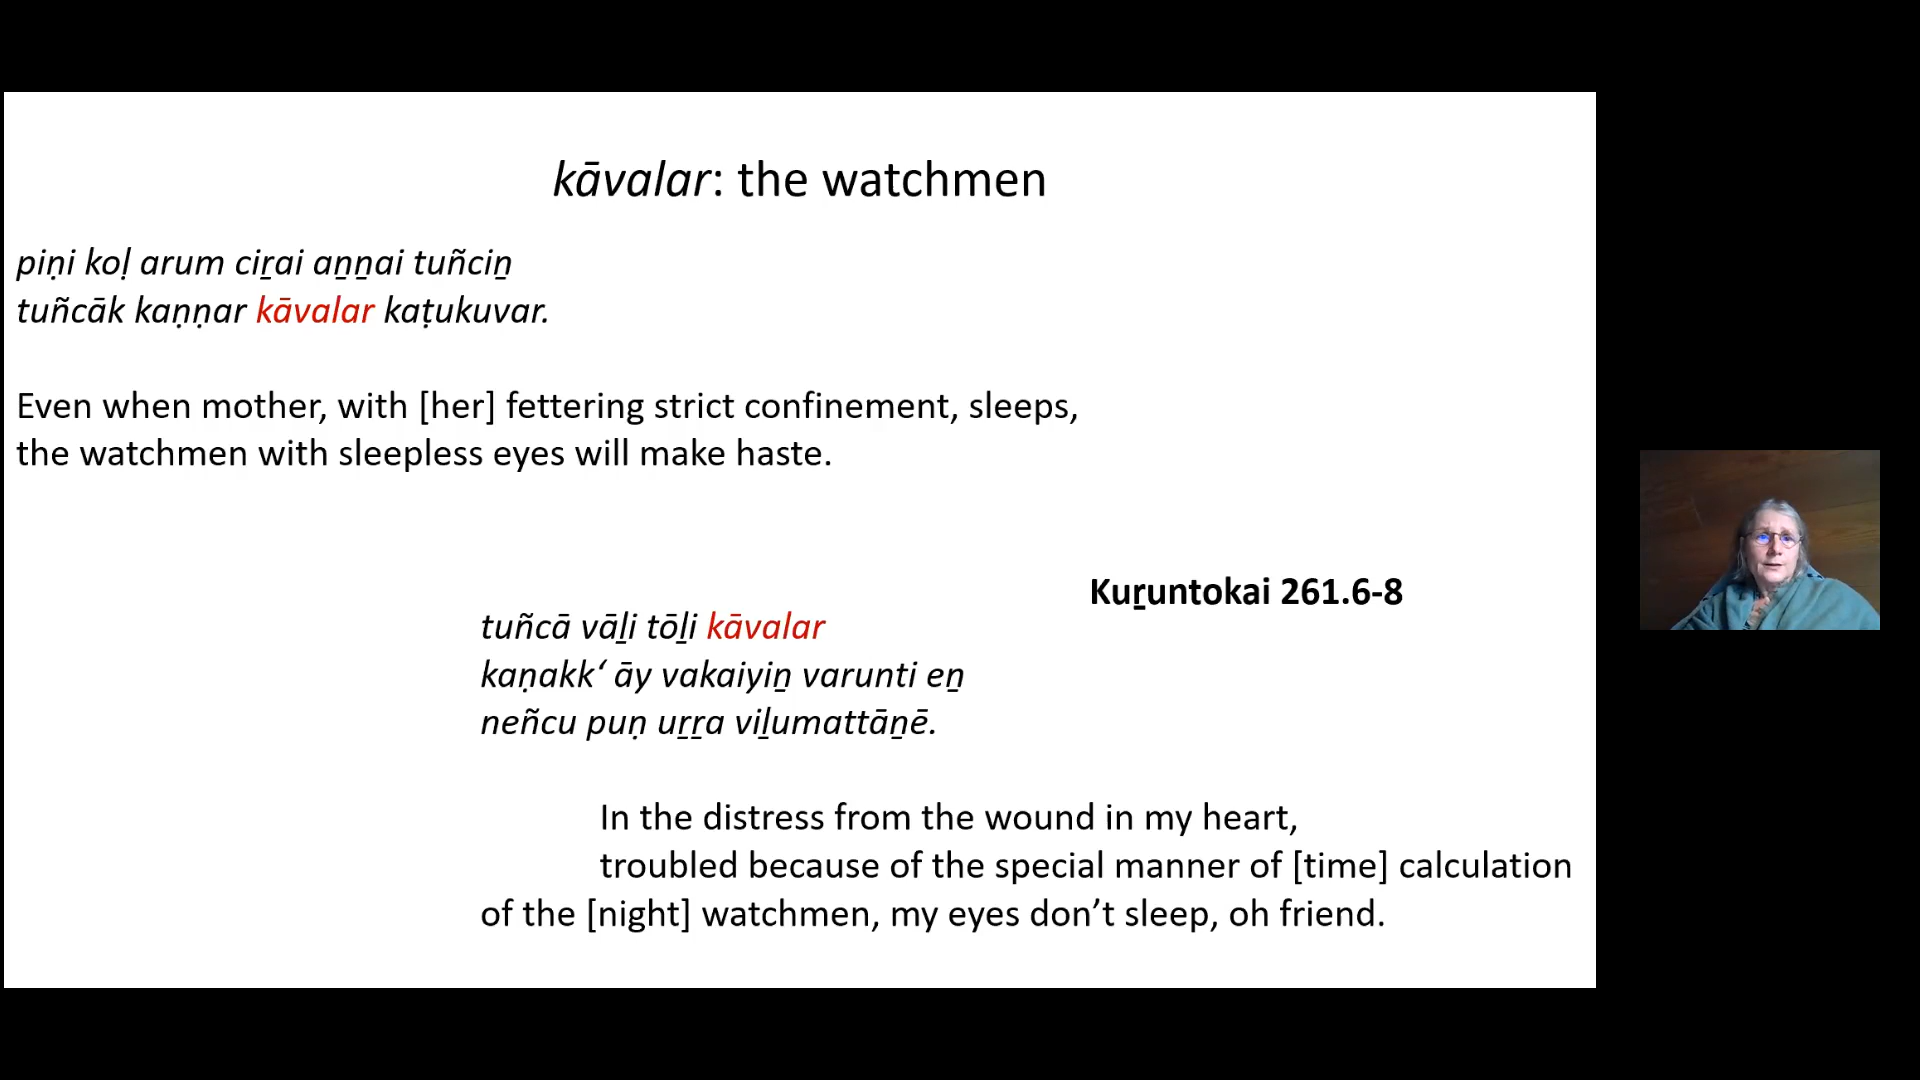 kāvalar: the watchmen
piṇi koḷ arum ciṟai aṉṉai tuñciṉ
tuñcāk kaṇṇar kāvalar kaṭukuvar.
Even when mother, with [her] fettering strict confinement, sleeps,
the watchmen with sleepless eyes will make haste.
Kuṟuntokai 261.6-8
tuñcā vāḻi tōḻi kāvalar
kaṇakk‘ āy vakaiyiṉ varunti eṉ
neñcu puṇ uṟṟa viḻumattāṉē.
In the distress from the wound in my heart,
troubled because of the special manner of [time] calculation
of the [night] watchmen, my eyes don’t sleep, oh friend.